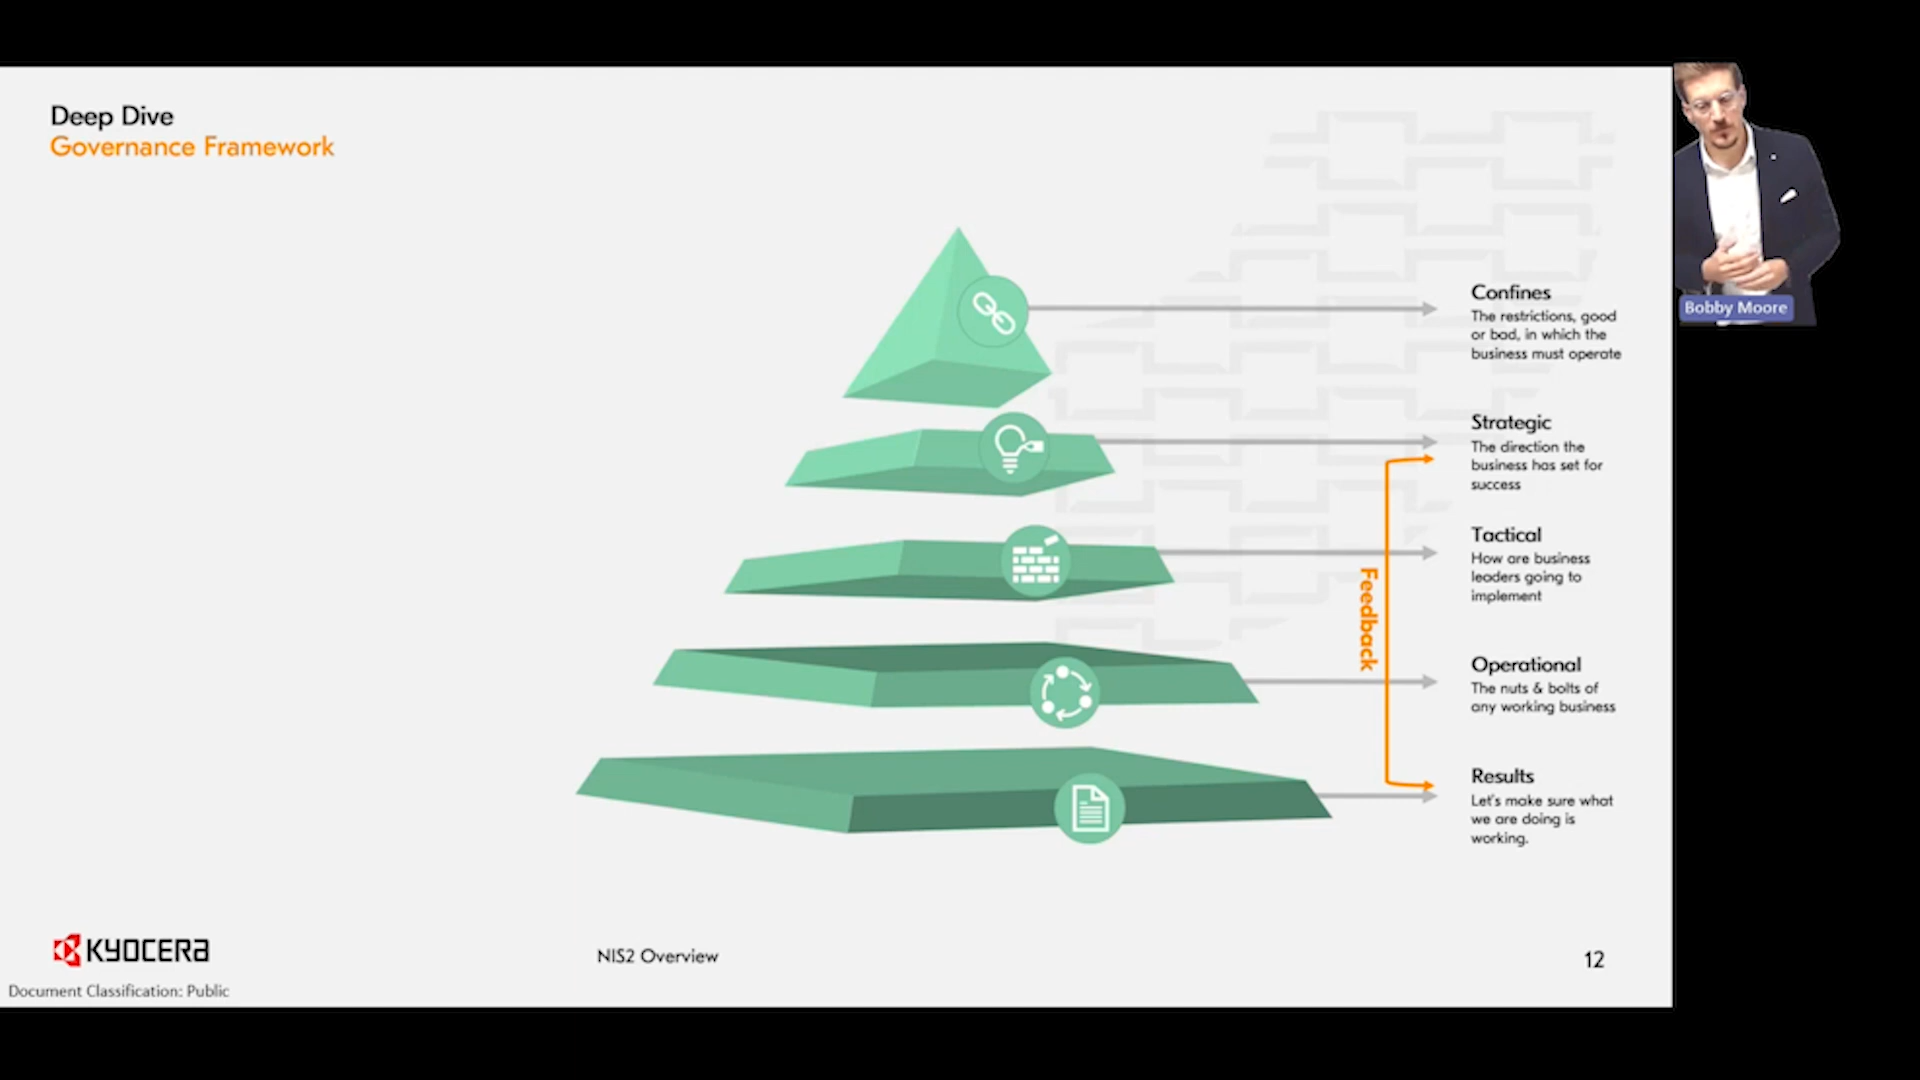 Deep Dive
Governance Framework
Confines
The restrictions, good
or bad, in which the
business must operate
Strategic
The direction the
business has set for
success
Tactical
How are business
leaders going to
implement
Operational
The nuts & bolts of
any working business
Results
Let's make sure what
we are doing is
working.
Feedback
Bobby Moore
KYOCERA
NIS2 Overview
12
Document Classification: Public